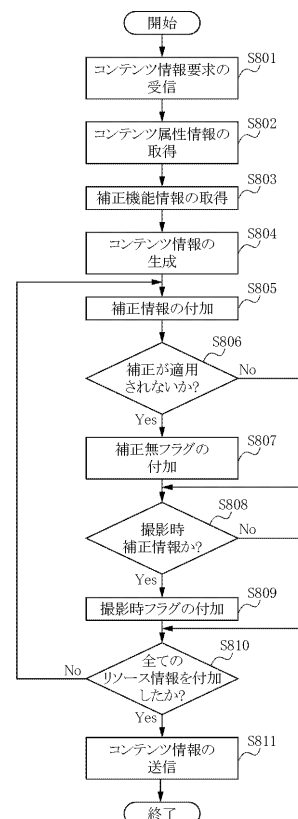 開始
S801
コンテンツ情報要求の
受信
S802
コンテンツ属性情報の
取得
S803
補正機能情報の取得
S804
コンテンツ情報の
生成
S805
補正情報の付加
S806
補正が適用
されないか?
No
Yes
S807
補正無フラグの
付加
S808
撮影時
補正情報か?
No
Yes
S809
撮影時フラグの付加
S810
全ての
リソース情報を付加
したか?
No
Yes
S811
コンテンツ情報の
送信
終了